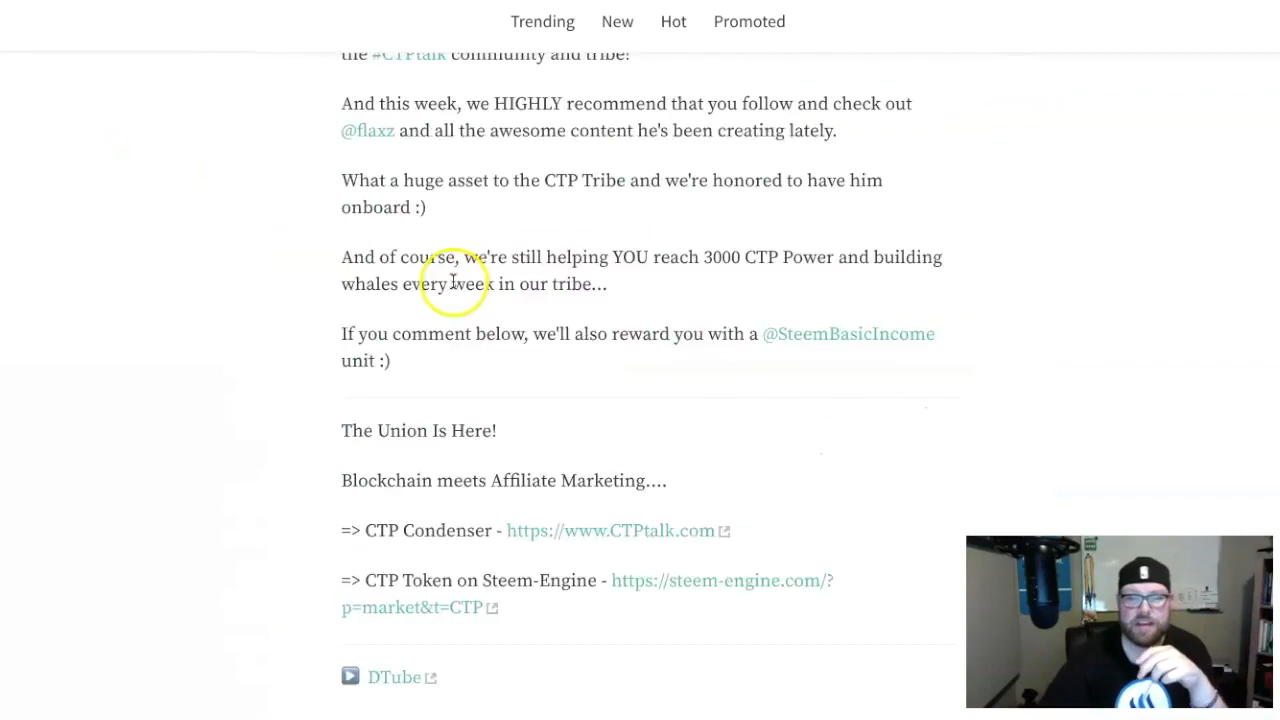 Trending New Hot Promoted
the #CTPtalk community and tribe!
And this week, we HIGHLY recommend that you follow and check out
@flaxz and all the awesome content he's been creating lately.
What a huge asset to the CTP Tribe and we're honored to have him
onboard :)
And of course, we're still helping YOU reach 3000 CTP Power and building
whales every week in our tribe...
If you comment below, we'll also reward you with a @SteemBasicIncome
unit :)
The Union Is Here!
Blockchain meets Affiliate Marketing....
=> CTP Condenser - https://www.CTPtalk.com
=> CTP Token on Steem-Engine - https://steem-engine.com/?
p=market&t=CTP
DTube